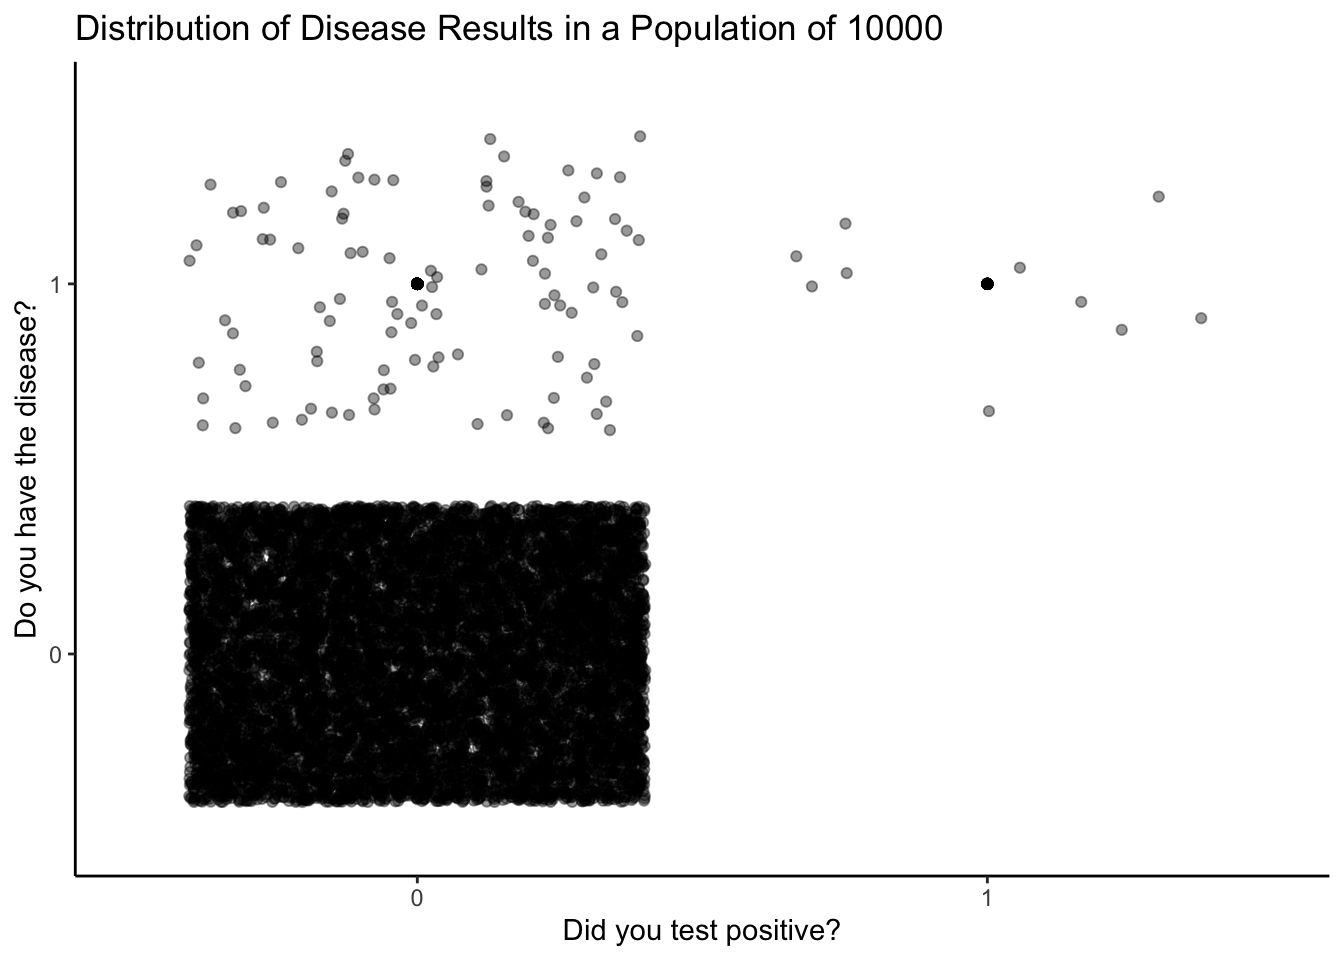 Distribution of Disease Results in a Population of 10000
Do you have the disease?
1
0
0
1
Did you test positive?